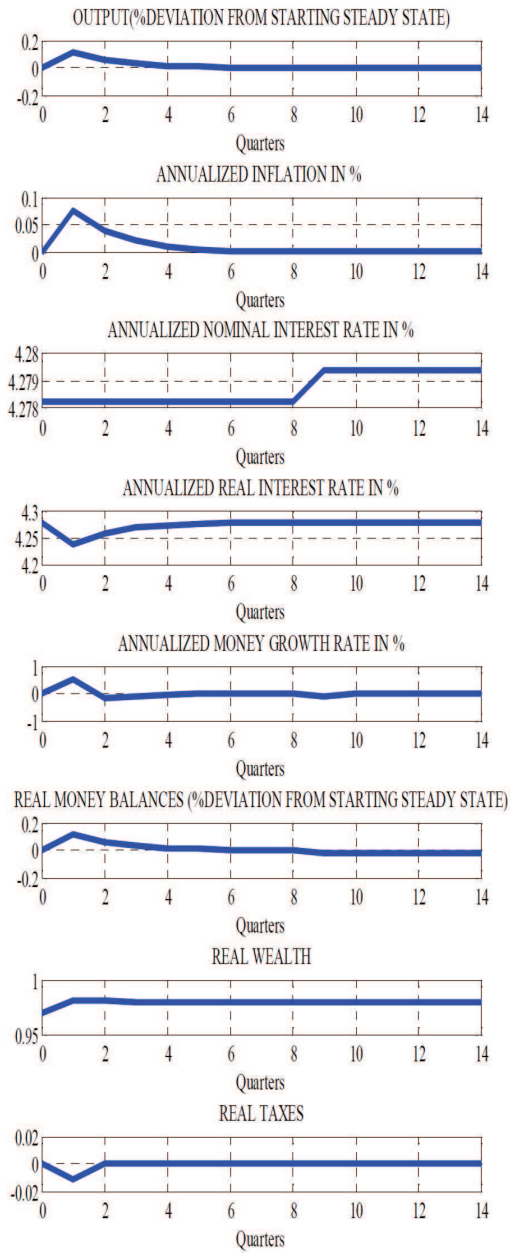 OUTPUT(%DEVIATION FROM STARTING STEADY STATE)
0.2
0
-0.2
0 2 4 6 8 10 12 14
Quarters
ANNUALIZED INFLATION IN %
0.1
0.05
0
0 2 4 6 8 10 12 14
Quarters
ANNUALIZED NOMINAL INTEREST RATE IN %
4.28
4.279
4.278
0 2 4 6 8 10 12 14
Quarters
ANNUALIZED REAL INTEREST RATE IN %
4.3
4.25
4.2
0 2 4 6 8 10 12 14
Quarters
ANNUALIZED MONEY GROWTH RATE IN %
1
0
-1
0 2 4 6 8 10 12 14
Quarters
REAL MONEY BALANCES (%DEVIATION FROM STARTING STEADY STATE)
0.2
0
-0.2
0 2 4 6 8 10 12 14
Quarters
REAL WEALTH
1
0.95
0 2 4 6 8 10 12 14
Quarters
REAL TAXES
0.02
0
-0.02
0 2 4 6 8 10 12 14
Quarters